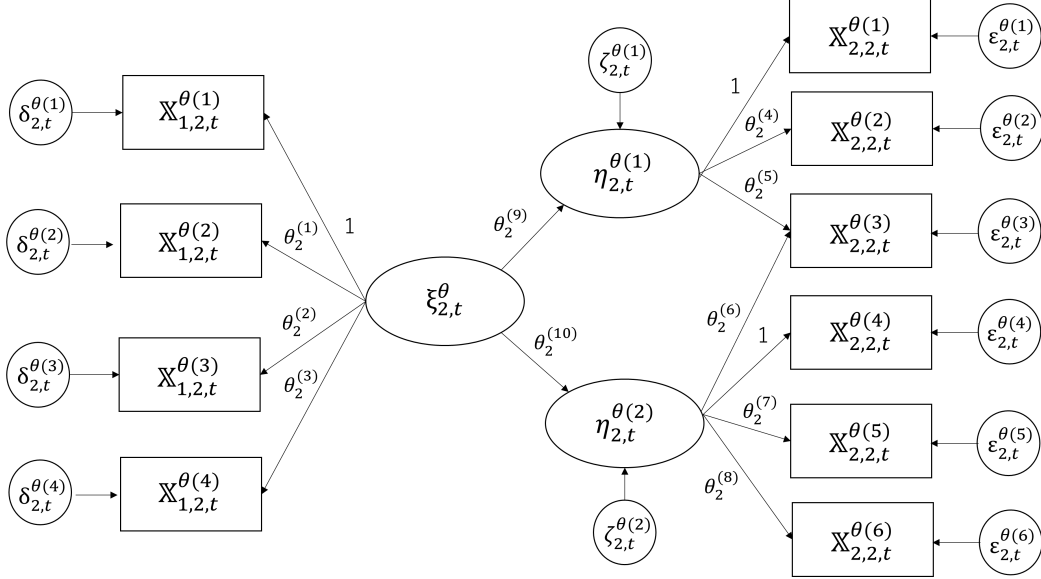 δ_{2,t}^{θ(1)}
𝕏_{1,2,t}^{θ(1)}
δ_{2,t}^{θ(2)}
𝕏_{1,2,t}^{θ(2)}
δ_{2,t}^{θ(3)}
𝕏_{1,2,t}^{θ(3)}
δ_{2,t}^{θ(4)}
𝕏_{1,2,t}^{θ(4)}
1
θ_2^{(1)}
θ_2^{(2)}
θ_2^{(3)}
ξ_{2,t}^{θ}
θ_2^{(9)}
θ_2^{(10)}
ζ_{2,t}^{θ(1)}
η_{2,t}^{θ(1)}
η_{2,t}^{θ(2)}
ζ_{2,t}^{θ(2)}
1
θ_2^{(4)}
θ_2^{(5)}
θ_2^{(6)}
1
θ_2^{(7)}
θ_2^{(8)}
𝕏_{2,2,t}^{θ(1)}
ε_{2,t}^{θ(1)}
𝕏_{2,2,t}^{θ(2)}
ε_{2,t}^{θ(2)}
𝕏_{2,2,t}^{θ(3)}
ε_{2,t}^{θ(3)}
𝕏_{2,2,t}^{θ(4)}
ε_{2,t}^{θ(4)}
𝕏_{2,2,t}^{θ(5)}
ε_{2,t}^{θ(5)}
𝕏_{2,2,t}^{θ(6)}
ε_{2,t}^{θ(6)}